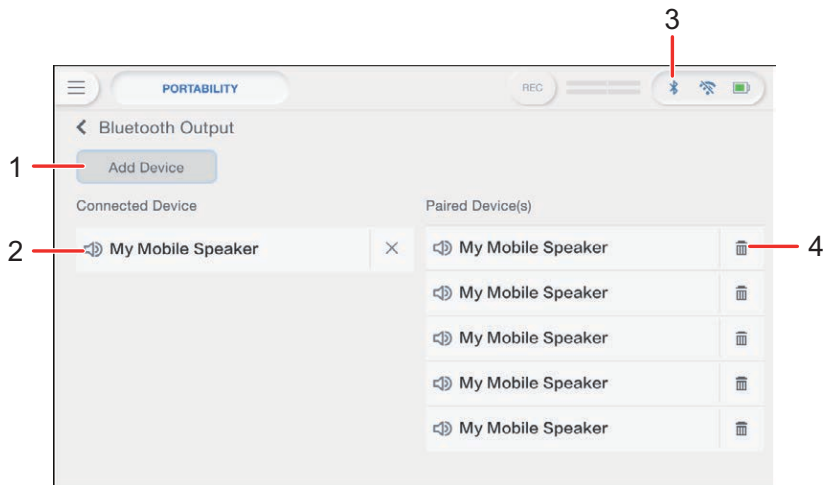 3
PORTABILITY
REC
Bluetooth Output
1
Add Device
Connected Device
Paired Device(s)
2
My Mobile Speaker
My Mobile Speaker
4
My Mobile Speaker
My Mobile Speaker
My Mobile Speaker
My Mobile Speaker